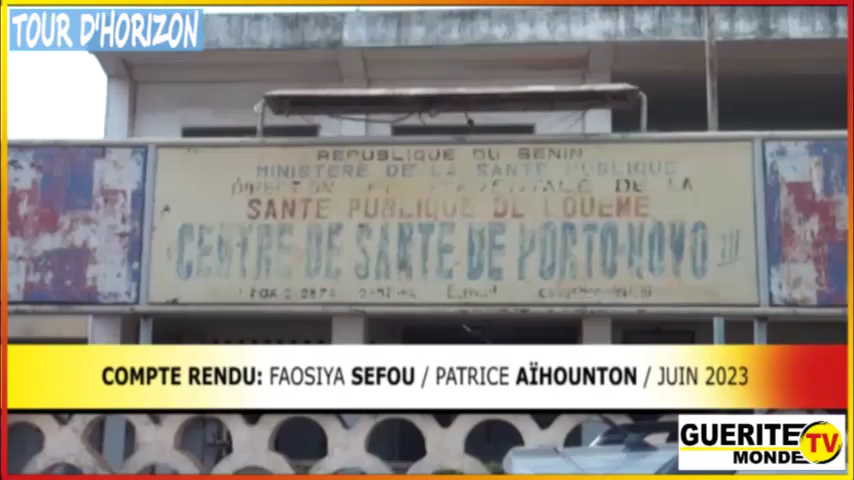 TOUR D'HORIZON
REPUBLIQUE DU BENIN
MINISTERE DE LA SANTE PUBLIQUE
DE LA
SANTE PUBLIQUE DE L'OUEME
CENTRE DE SANTE DE PORTO-NOVO III
COMPTE RENDU: FAOSIYA SEFOU / PATRICE AÏHOUNTON / JUIN 2023
GUERITE TV
MONDE